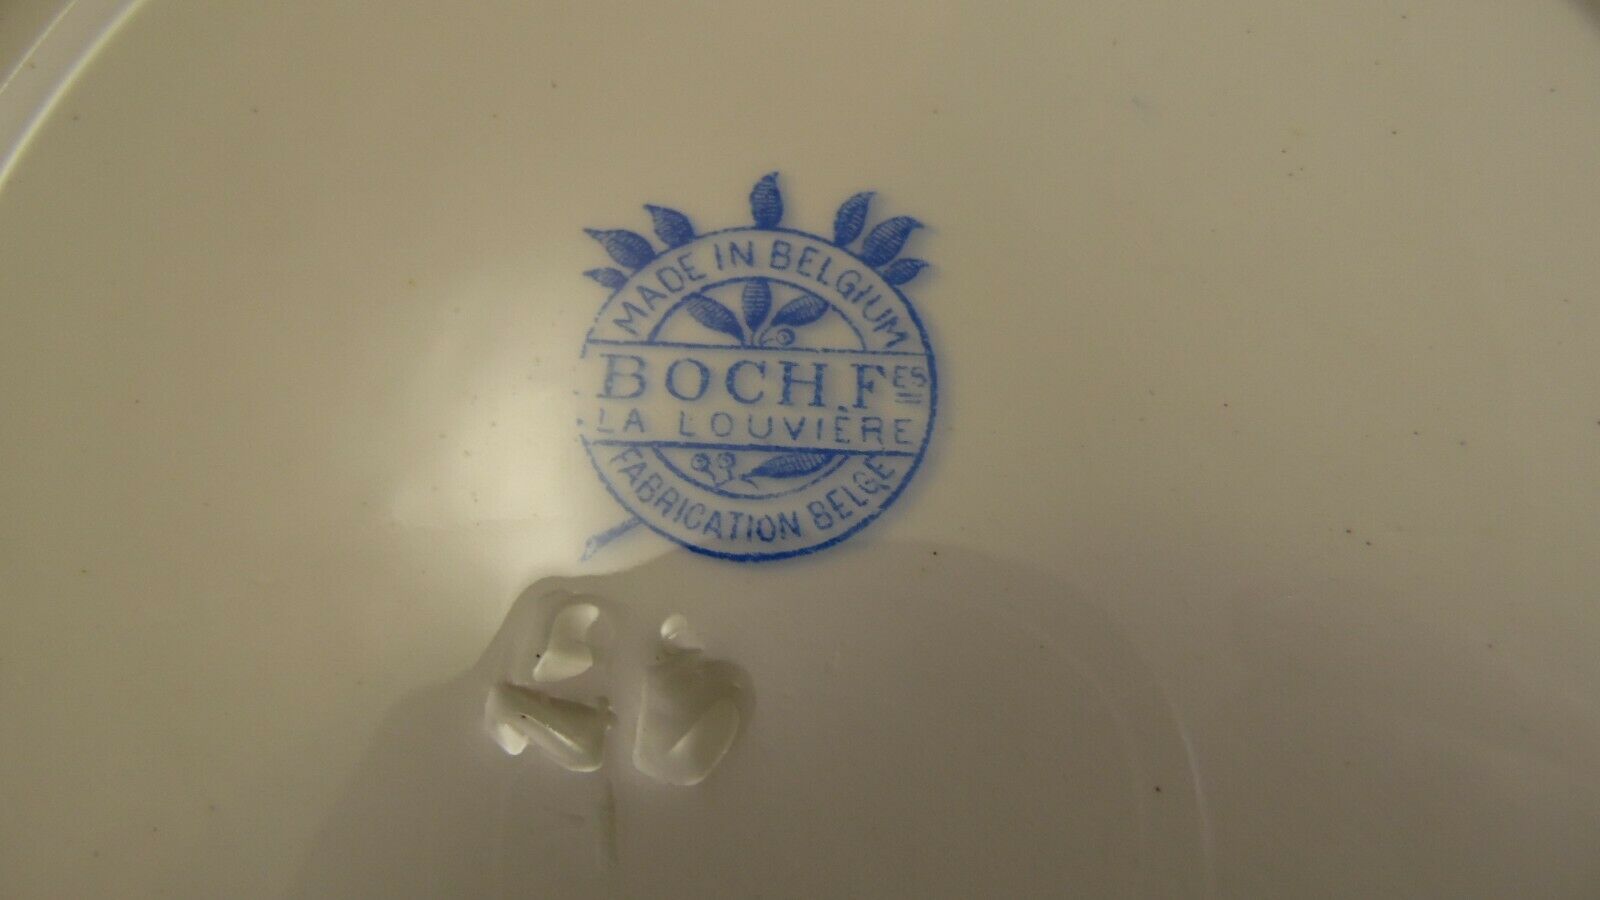 MADE IN BELGIUM
BOCH.FES
LA LOUVIÈRE
FABRICATION BELGE